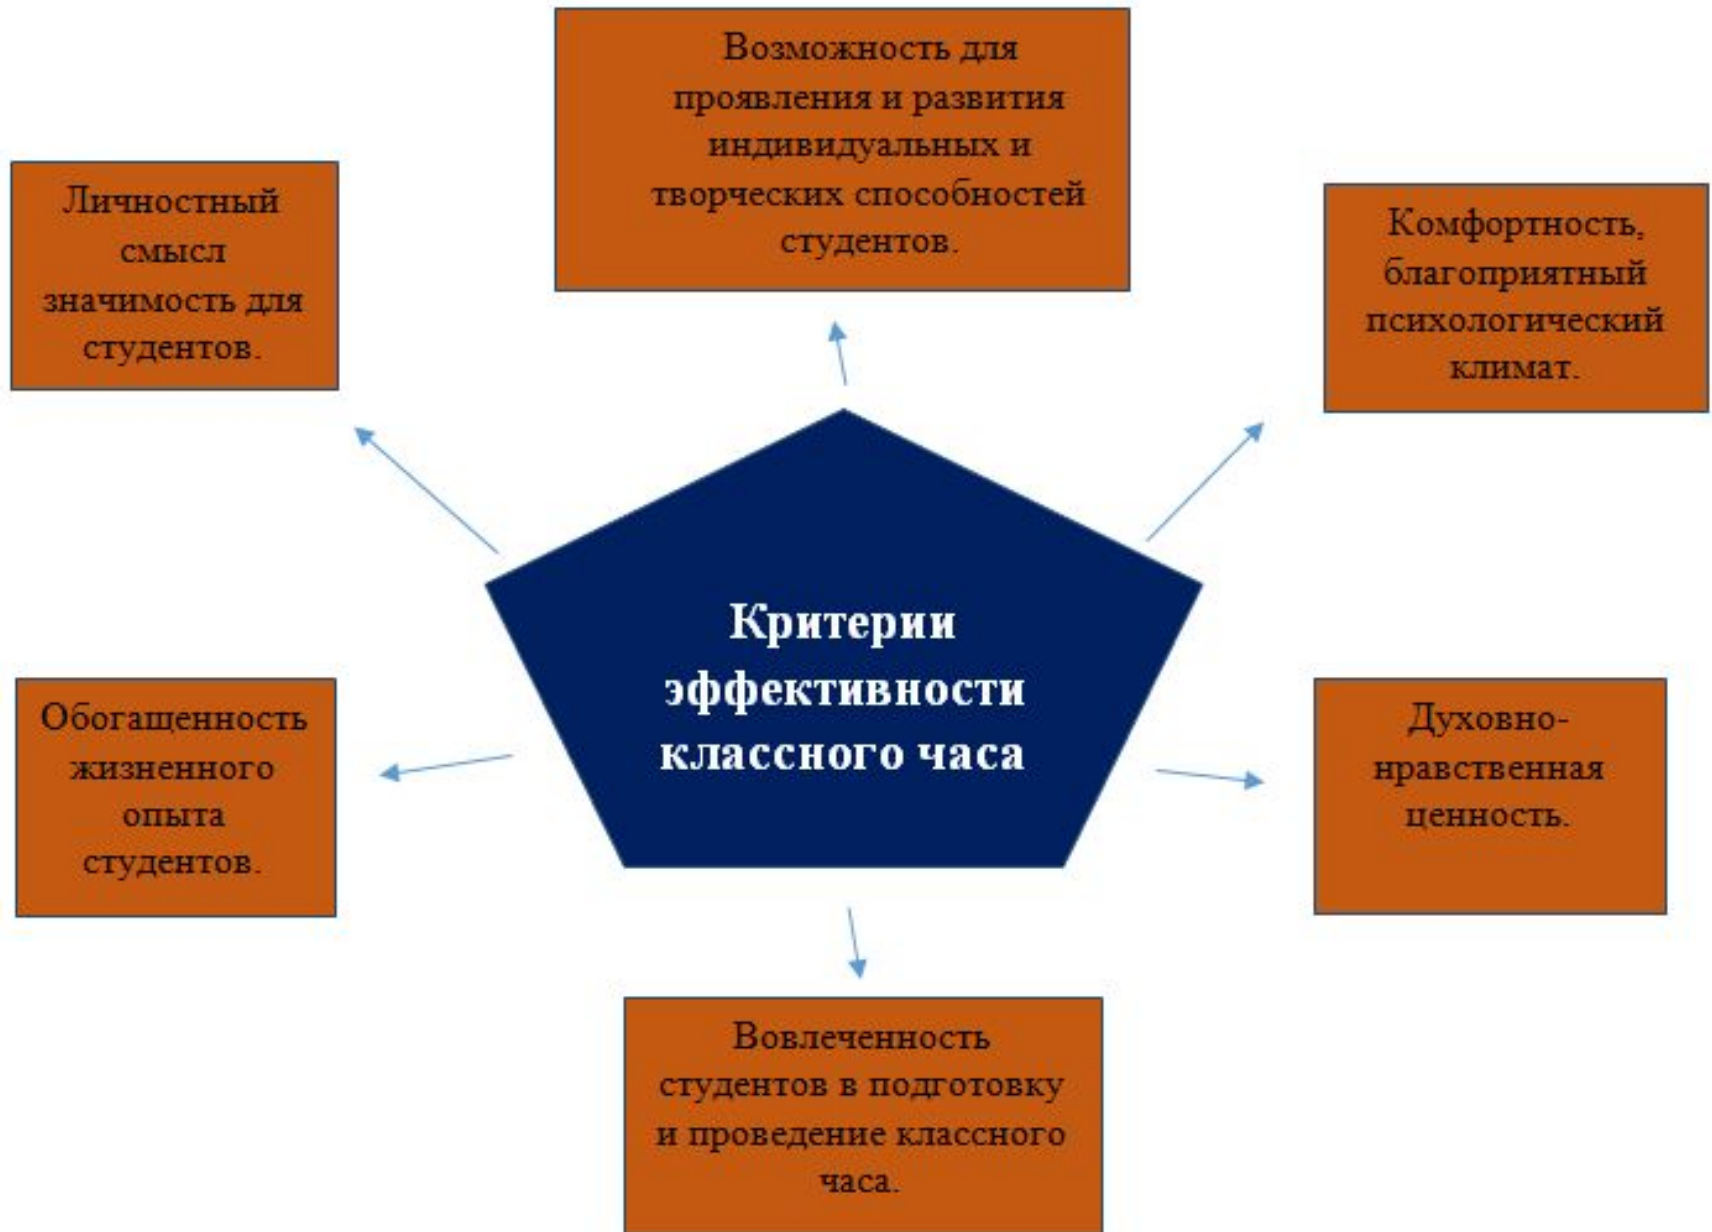 Возможность для
проявления и развития
индивидуальных и
творческих способностей
студентов.
Личностный
смысл
значимость для
студентов.
Комфортность,
благоприятный
психологический
климат.
Критерии
эффективности
классного часа
Обогащенность
жизненного
опыта
студентов.
Духовно-
нравственная
ценность.
Вовлеченность
студентов в подготовку
и проведение классного
часа.